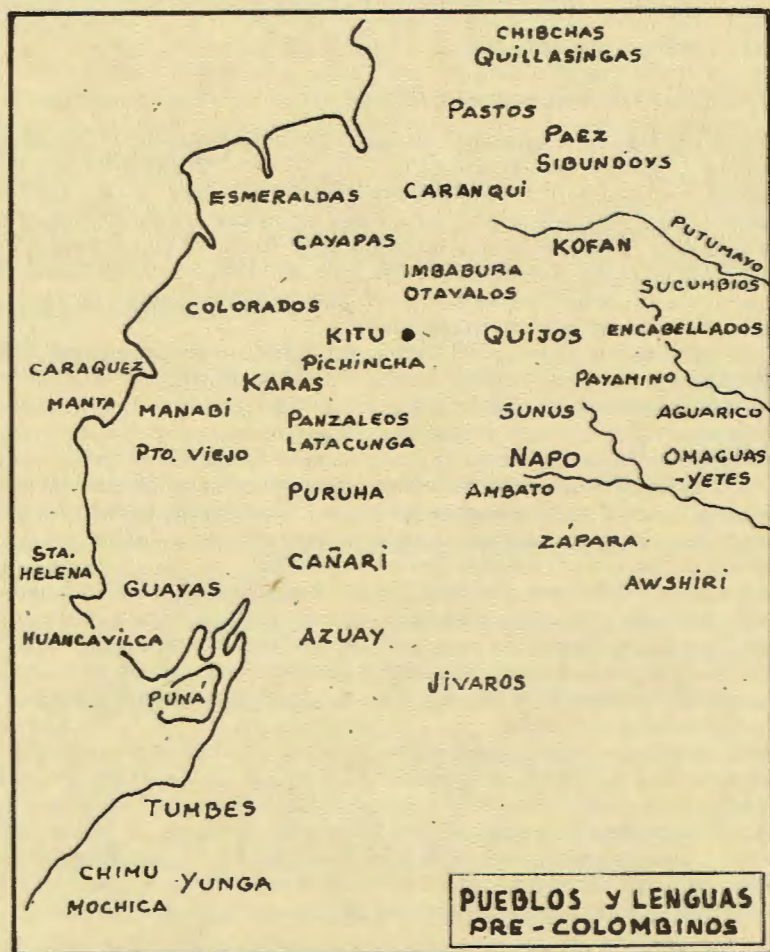 CHIBCHAS
QUILLASINGAS
PASTOS
PAEZ
SIBUNDOYS
ESMERALDAS
CARANQUI
CAYAPAS
KOFAN
PUTUMAYO
IMBABURA
OTAVALOS
SUCUMBIOS
COLORADOS
KITU
QUIJOS
ENCABELLADOS
PICHINCHA
CARAQUEZ
KARAS
PAYAMINO
MANTA
MANABÍ
PANZALEOS
LATACUNGA
SUNUS
AGUARICO
PTO. VIEJO
NAPO
OMAGUAS
-YETES
PURUHA
AMBATO
ZÁPARA
STA.
HELENA
CAÑARI
AWSHIRI
GUAYAS
HUANCAVILCA
AZUAY
JIVAROS
PUNÁ
TUMBES
CHIMU
YUNGA
MOCHICA
PUEBLOS Y LENGUAS
PRE-COLOMBINOS